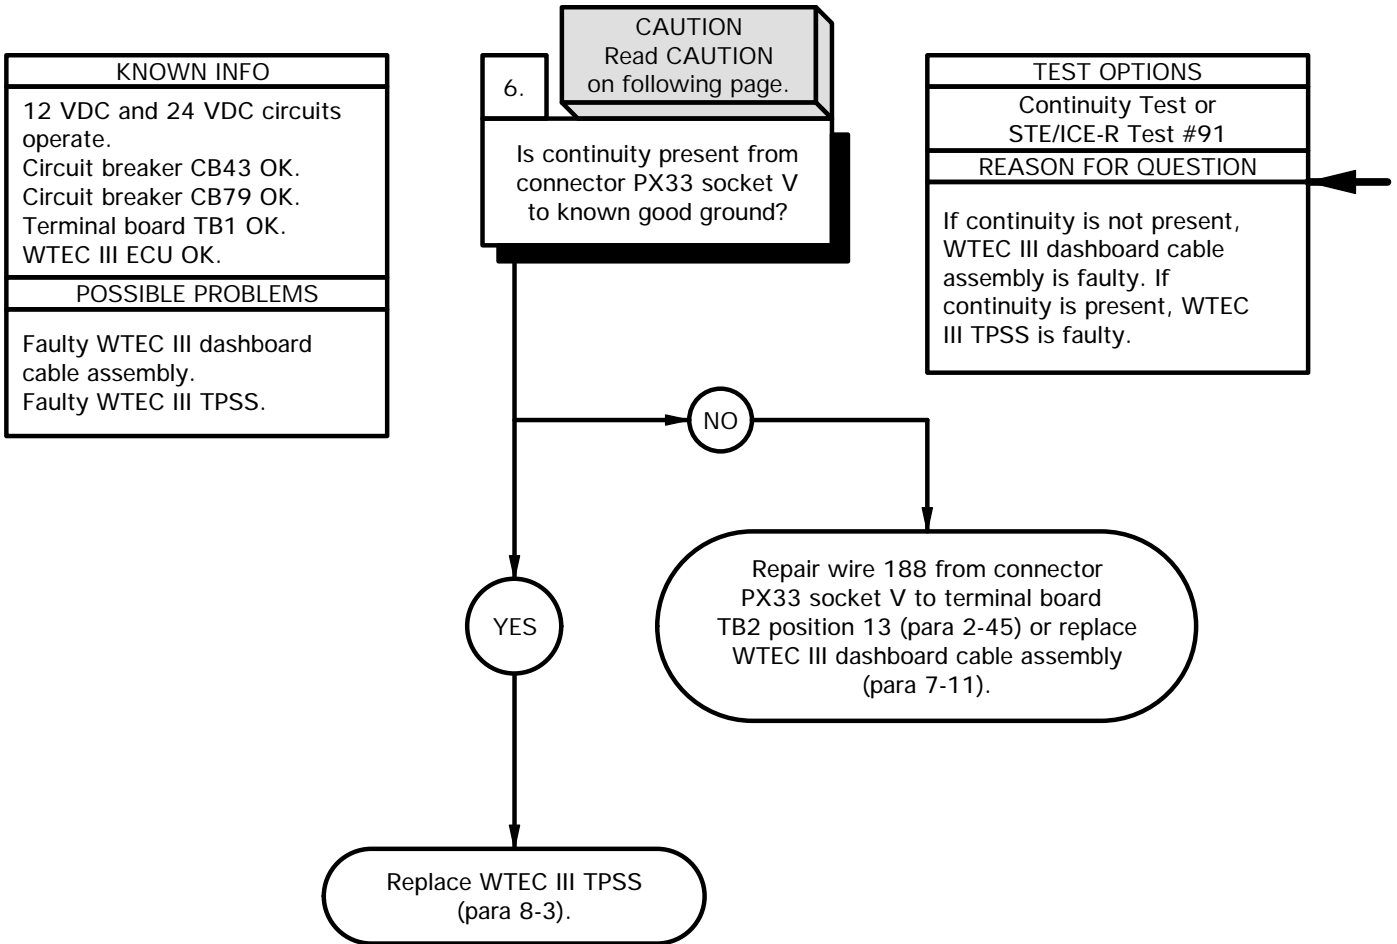 KNOWN INFO
12 VDC and 24 VDC circuits
operate.
Circuit breaker CB43 OK.
Circuit breaker CB79 OK.
Terminal board TB1 OK.
WTEC III ECU OK.
POSSIBLE PROBLEMS
Faulty WTEC III dashboard
cable assembly.
Faulty WTEC III TPSS.
CAUTION
Read CAUTION
on following page.
6.
Is continuity present from
connector PX33 socket V
to known good ground?
TEST OPTIONS
Continuity Test or
STE/ICE-R Test #91
REASON FOR QUESTION
If continuity is not present,
WTEC III dashboard cable
assembly is faulty. If
continuity is present, WTEC
III TPSS is faulty.
NO
Repair wire 188 from connector
PX33 socket V to terminal board
TB2 position 13 (para 2-45) or replace
WTEC III dashboard cable assembly
(para 7-11).
YES
Replace WTEC III TPSS
(para 8-3).